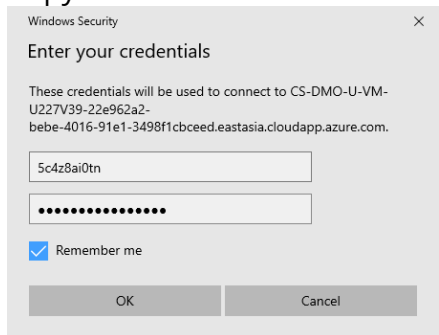 Windows Security
Enter your credentials
These credentials will be used to connect to CS-DMO-U-VM-
U227V39-22e962a2-
bebe-4016-91e1-3498f1cbceed.eastasia.cloudapp.azure.com.
5c4z8ai0tn
●●●●●●●●●●●●●●●●
Remember me
OK Cancel